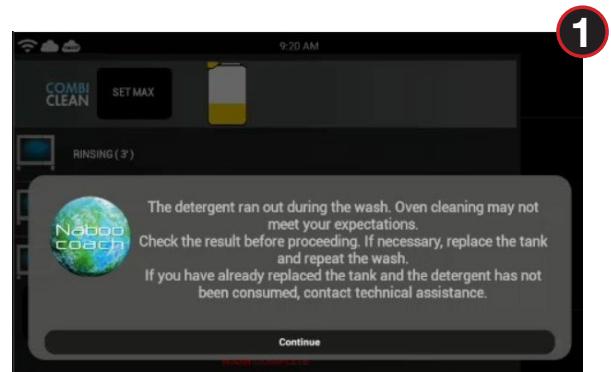 1
9:20 AM
COMBI
CLEAN
SET MAX
RINSING ( 3' )
Naboo
coach
The detergent ran out during the wash. Oven cleaning may not
meet your expectations.
Check the result before proceeding. If necessary, replace the tank
and repeat the wash.
If you have already replaced the tank and the detergent has not
been consumed, contact technical assistance.
Continue